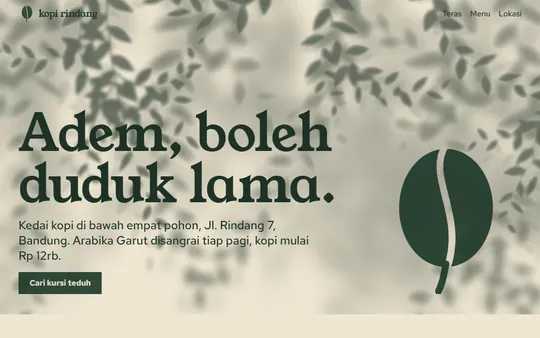 kopi rindang
Teras Menu Lokasi
Adem, boleh
duduk lama.
Kedai kopi di bawah empat pohon, Jl. Rindang 7,
Bandung. Arabika Garut disangrai tiap pagi, kopi mulai
Rp 12rb.
Cari kursi teduh